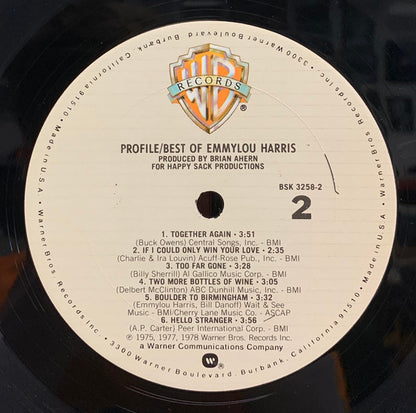 3300 Warner Boulevard, Burbank, California 91510 • Made in U.S.A. • Warner Bros. Records Inc. • 3300 Warner Boulevard, Burbank, California 91510 • Made in U.S.A. • Warner Bros. Records Inc. •
WB
RECORDS
®
PROFILE/BEST OF EMMYLOU HARRIS
PRODUCED BY BRIAN AHERN
FOR HAPPY SACK PRODUCTIONS
BSK 3258-2
2
1. TOGETHER AGAIN • 3:51
(Buck Owens) Central Songs, Inc. - BMI
2. IF I COULD ONLY WIN YOUR LOVE • 2:35
(Charlie & Ira Louvin) Acuff-Rose Pub., Inc. - BMI
3. TOO FAR GONE • 3:28
(Billy Sherrill) Al Gallico Music Corp. - BMI
4. TWO MORE BOTTLES OF WINE • 3:05
(Delbert McClinton) ABC Dunhill Music, Inc. - BMI
5. BOULDER TO BIRMINGHAM • 3:32
(Emmylou Harris, Bill Danoff) Wait & See
Music - BMI/Cherry Lane Music Co. - ASCAP
6. HELLO STRANGER • 3:56
(A.P. Carter) Peer International Corp. - BMI
℗ 1975, 1977, 1978 Warner Bros. Records Inc.
a Warner Communications Company
W ®